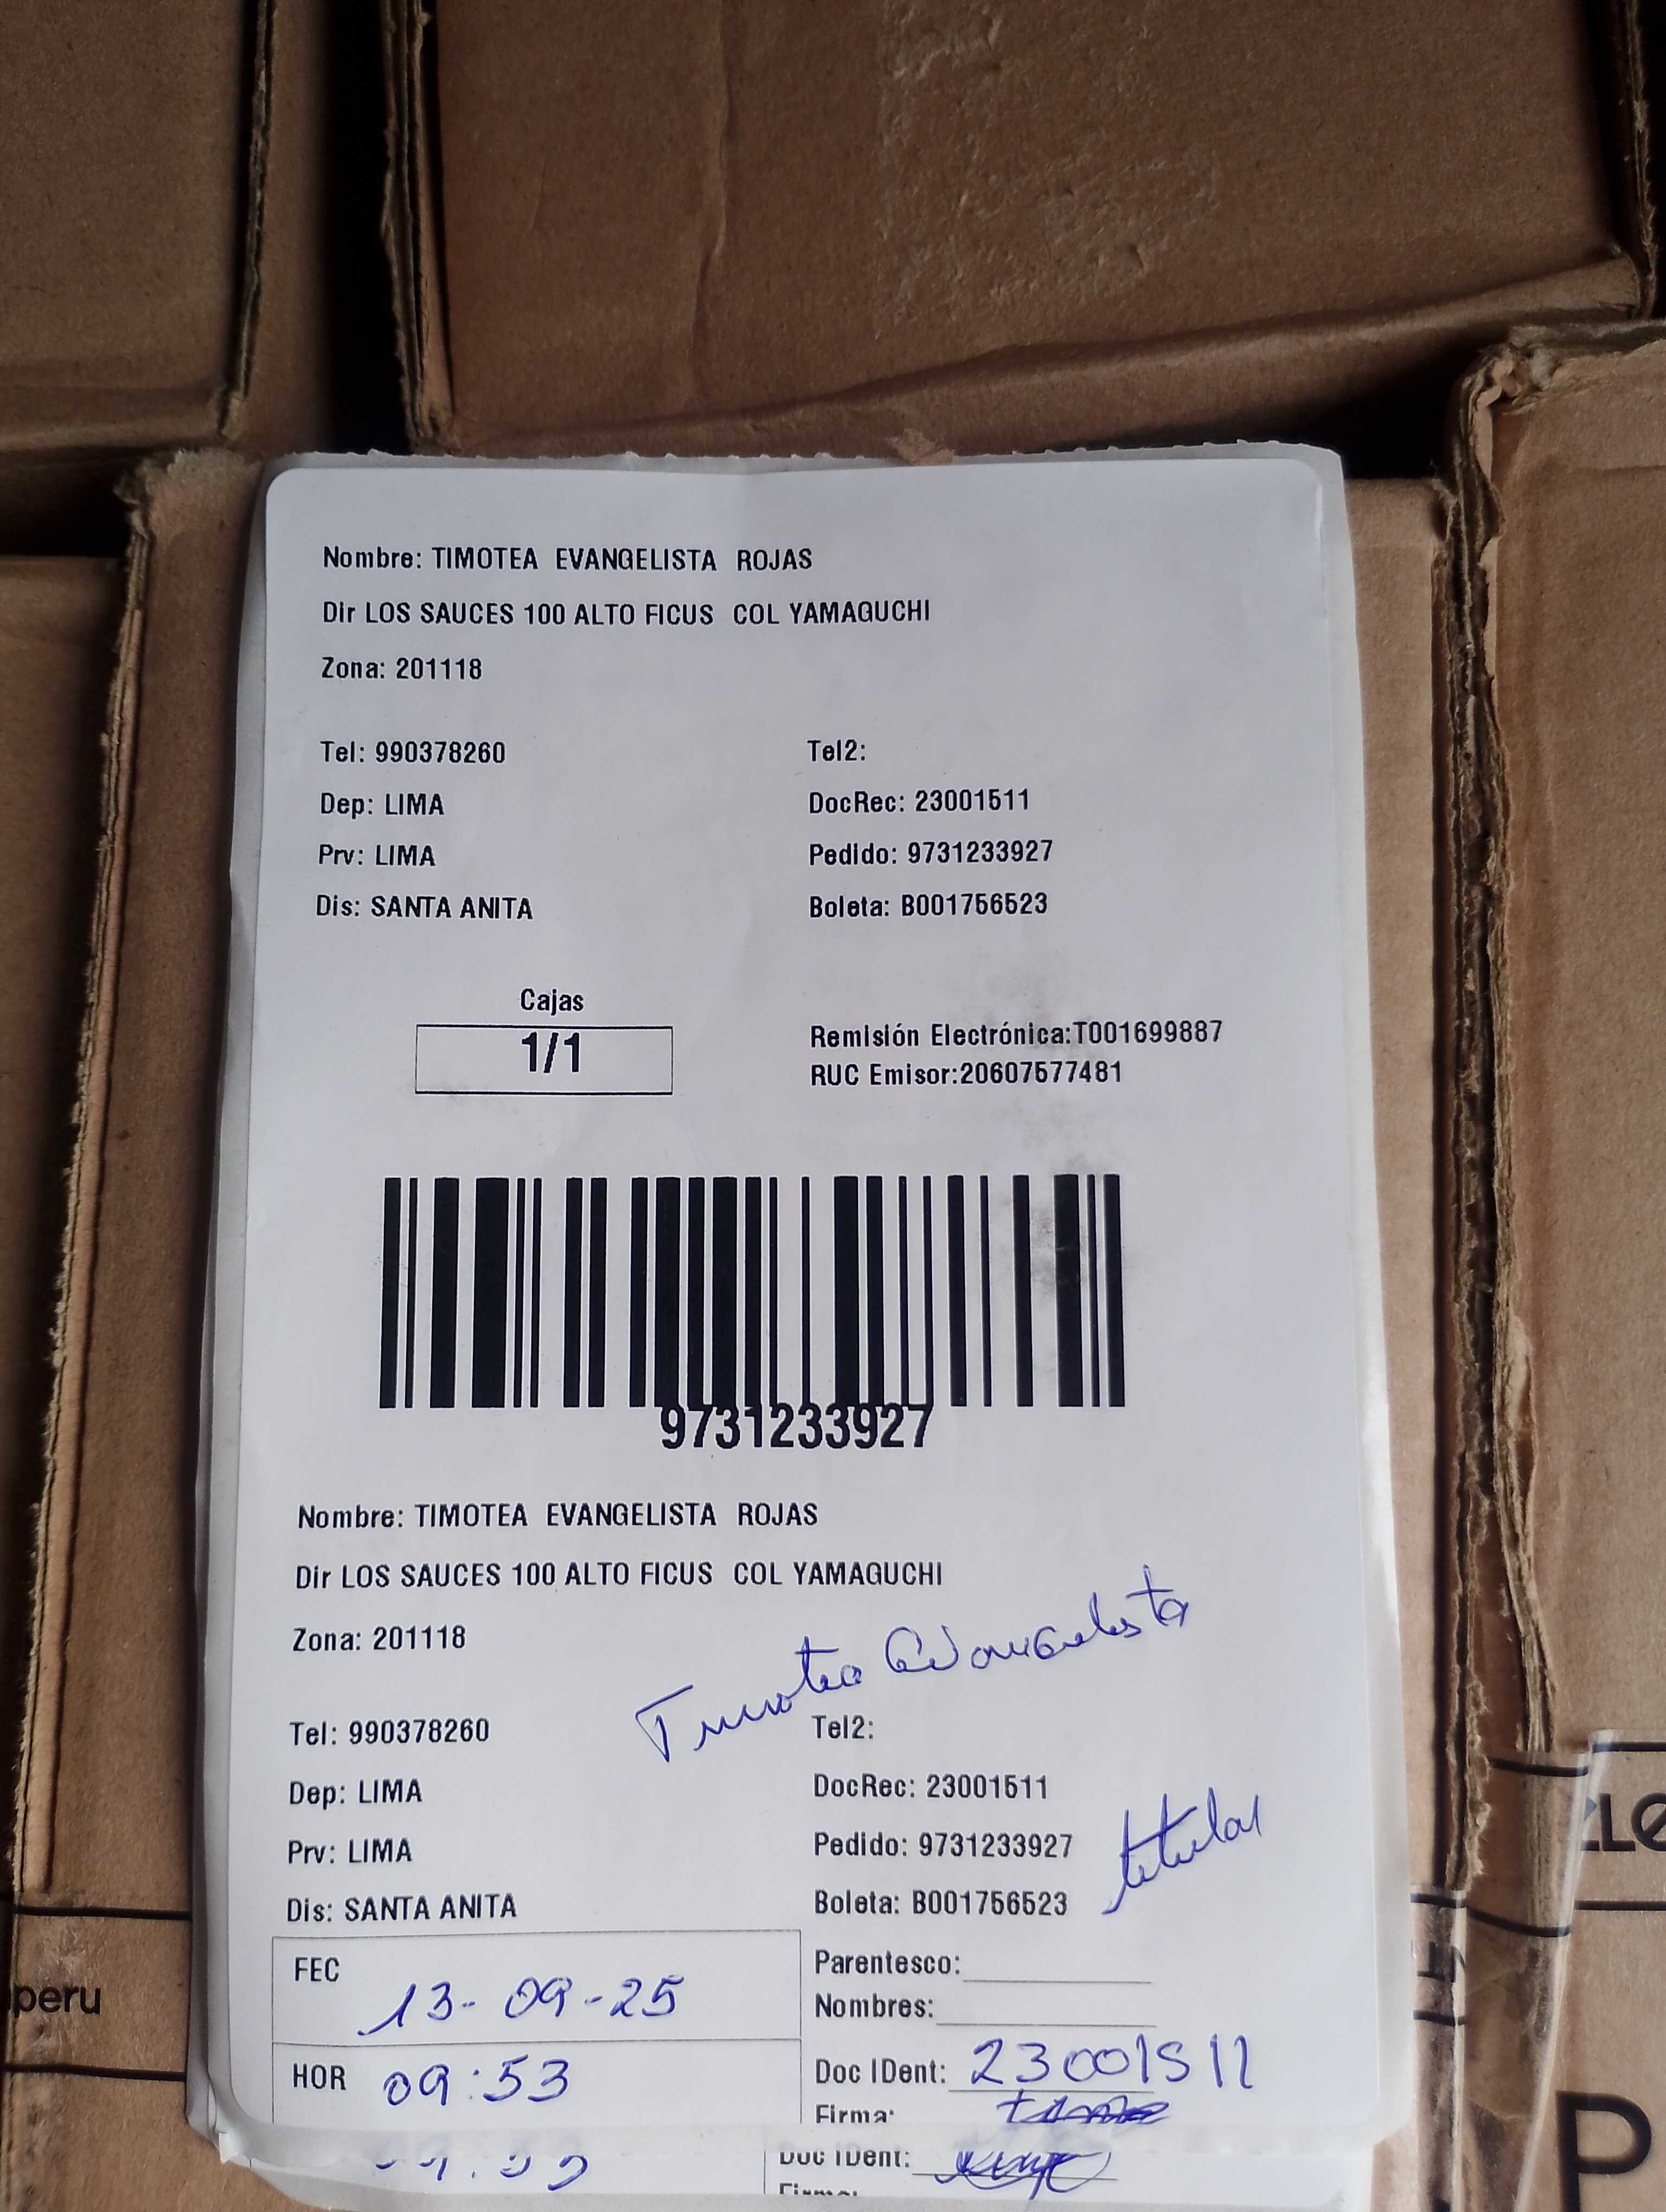 Nombre: TIMOTEA EVANGELISTA ROJAS
Dir LOS SAUCES 100 ALTO FICUS COL YAMAGUCHI
Zona: 201118
Tel: 990378260 Tel2:
Dep: LIMA DocRec: 23001511
Prv: LIMA Pedido: 9731233927
Dis: SANTA ANITA Boleta: B001756523
Cajas
1/1
Remisión Electrónica:T001699887
RUC Emisor:20607577481
9731233927
Nombre: TIMOTEA EVANGELISTA ROJAS
Dir LOS SAUCES 100 ALTO FICUS COL YAMAGUCHI
Zona: 201118
Timotea Evangelista
Tel: 990378260 Tel2:
Dep: LIMA DocRec: 23001511
Prv: LIMA Pedido: 9731233927
titular
Dis: SANTA ANITA Boleta: B001756523
FEC 13-09-25
Parentesco:
Nombres:
HOR 09:53
Doc IDent: 23001511
Firma:
Doc IDent:
Firma:
peru
P